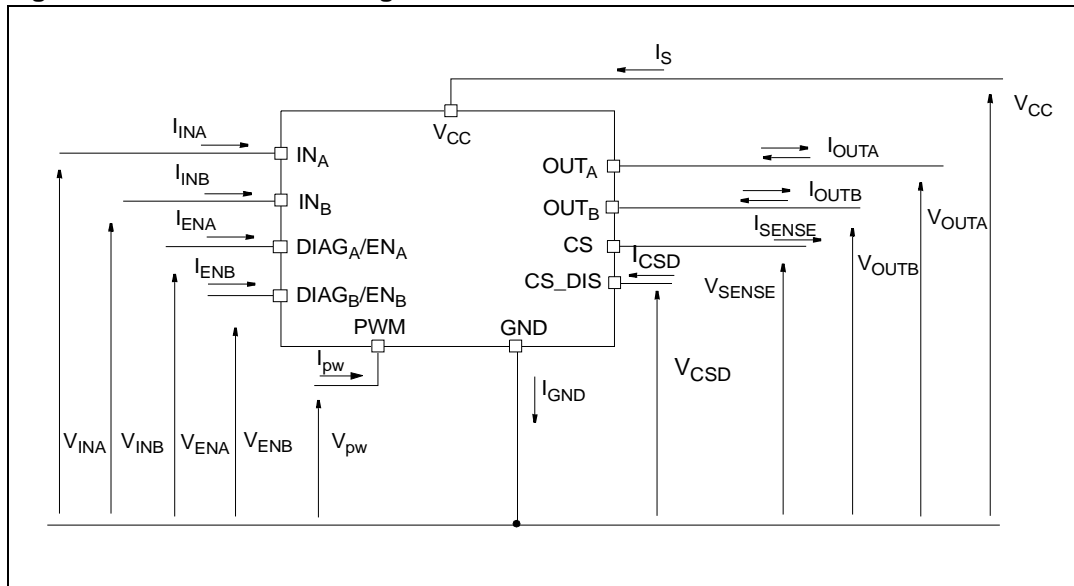 I_S
V_CC
V_CC
I_INA
IN_A
OUT_A
I_OUTA
I_INB
IN_B
OUT_B
I_OUTB
I_ENA
DIAG_A/EN_A
CS
I_SENSE
V_OUTA
I_ENB
DIAG_B/EN_B
CS_DIS
I_CSD
V_SENSE
V_OUTB
PWM
GND
I_pw
I_GND
V_CSD
V_INA
V_INB
V_ENA
V_ENB
V_pw